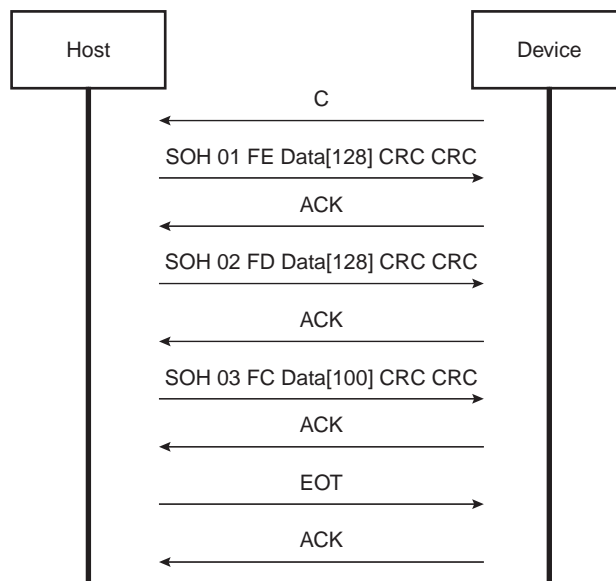 Host
Device
C
SOH 01 FE Data[128] CRC CRC
ACK
SOH 02 FD Data[128] CRC CRC
ACK
SOH 03 FC Data[100] CRC CRC
ACK
EOT
ACK